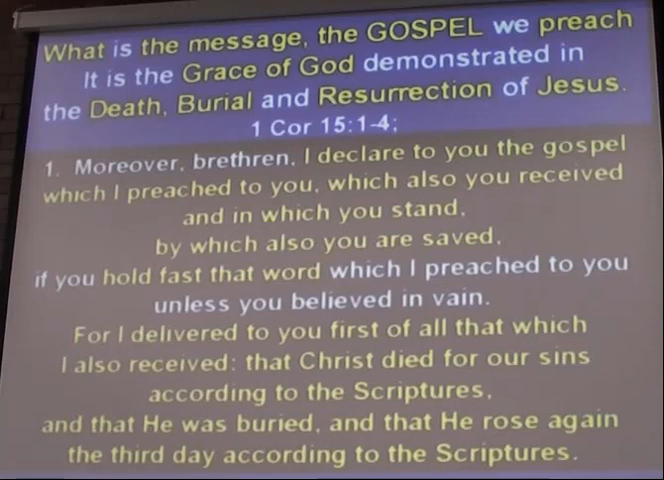 What is the message, the GOSPEL we preach
It is the Grace of God demonstrated in
the Death, Burial and Resurrection of Jesus.
1 Cor 15:1-4;
1. Moreover, brethren, I declare to you the gospel
which I preached to you, which also you received
and in which you stand,
by which also you are saved,
if you hold fast that word which I preached to you
unless you believed in vain.
For I delivered to you first of all that which
I also received: that Christ died for our sins
according to the Scriptures,
and that He was buried, and that He rose again
the third day according to the Scriptures.